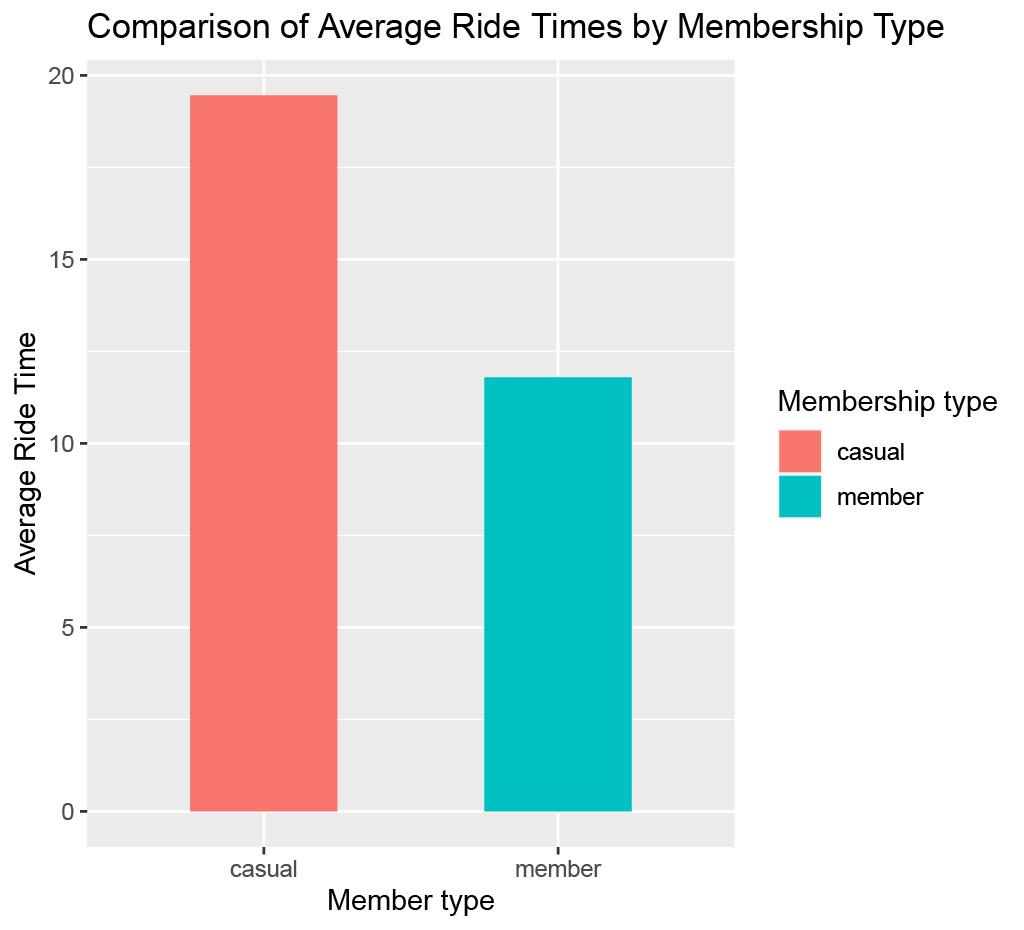 Comparison of Average Ride Times by Membership Type
20
15
10
5
0
Average Ride Time
casual
member
Member type
Membership type
casual
member